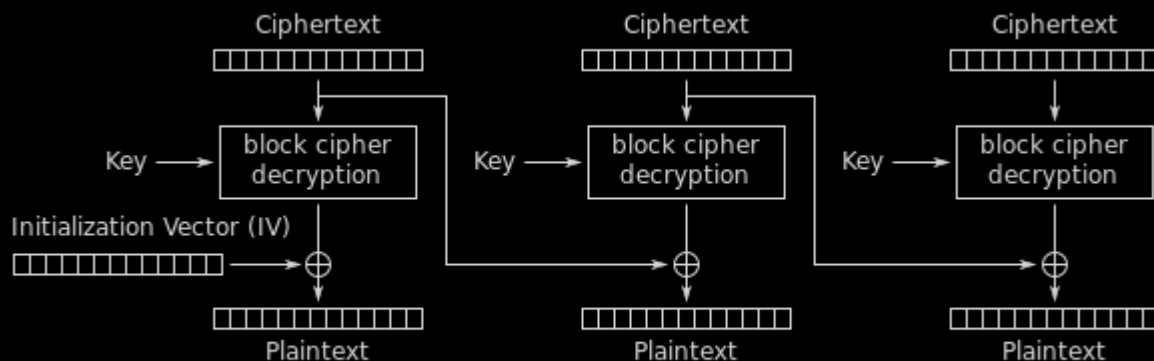 Ciphertext
Ciphertext
Ciphertext
Key
block cipher
decryption
Key
block cipher
decryption
Key
block cipher
decryption
Initialization Vector (IV)
Plaintext
Plaintext
Plaintext